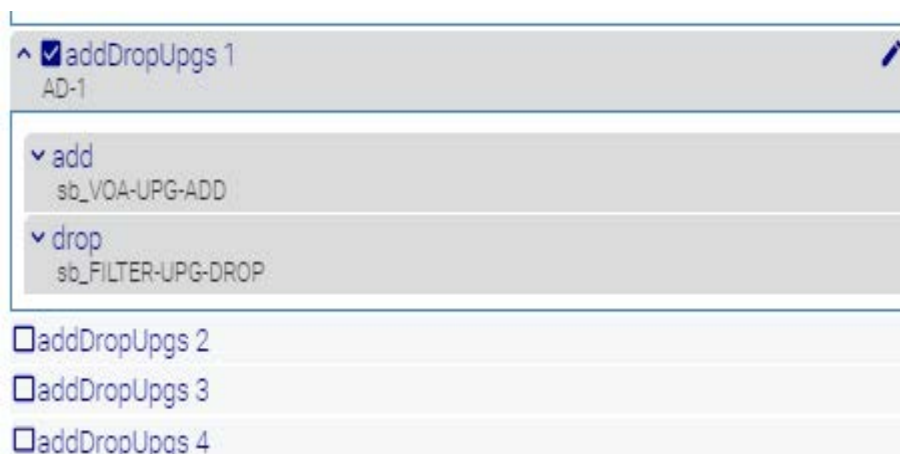 addDropUpgs 1
AD-1
add
sb_VOA-UPG-ADD
drop
sb_FILTER-UPG-DROP
addDropUpgs 2
addDropUpgs 3
addDropUpgs 4